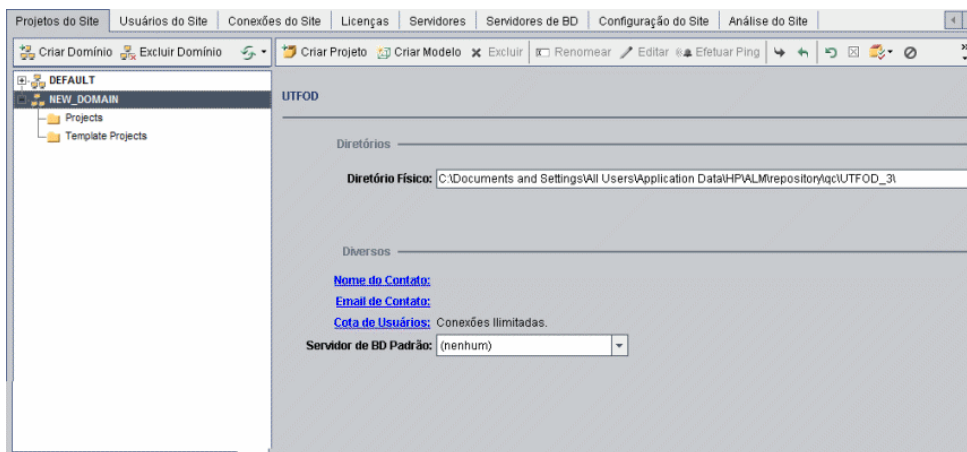 Projetos do Site Usuários do Site Conexões do Site Licenças Servidores Servidores de BD Configuração do Site Análise do Site
Criar Domínio Excluir Domínio Criar Projeto Criar Modelo Excluir Renomear Editar Efetuar Ping
DEFAULT
NEW_DOMAIN
Projects
Template Projects
UTFOD
Diretórios
Diretório Físico: C:\Documents and Settings\All Users\Application Data\HP\ALM\repository\qc\UTFOD_3\
Diversos
Nome do Contato:
Email de Contato:
Cota de Usuários: Conexões Ilimitadas.
Servidor de BD Padrão: (nenhum)